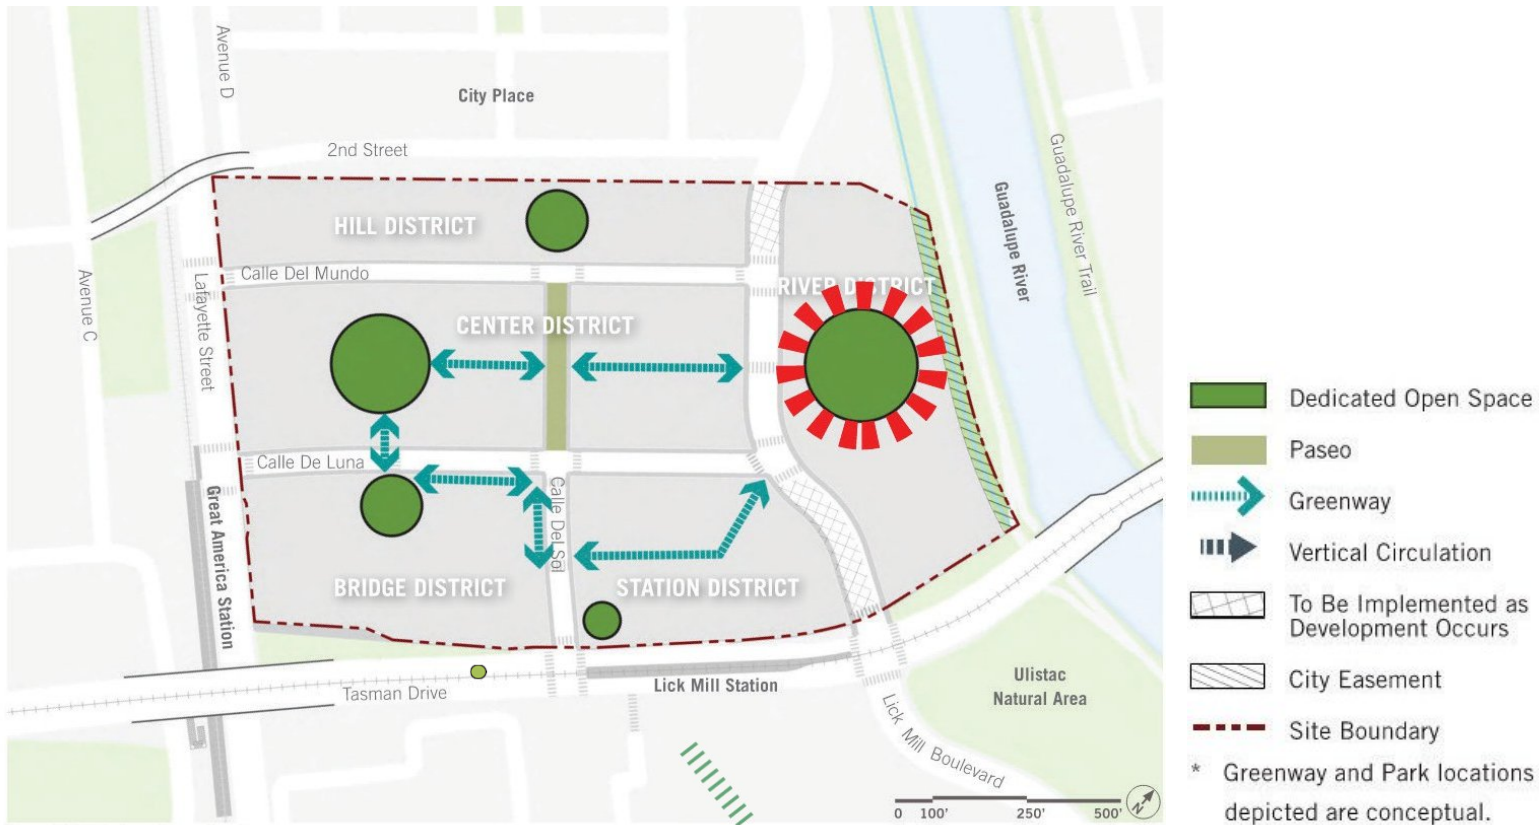 Avenue D
City Place
2nd Street
HILL DISTRICT
Calle Del Mundo
Avenue C
Lafayette Street
RIVER DISTRICT
CENTER DISTRICT
Guadalupe River
Guadalupe River Trail
Calle De Luna
Great America Station
Calle Del Sol
BRIDGE DISTRICT
STATION DISTRICT
Tasman Drive
Lick Mill Station
Ulistac
Natural Area
Lick Mill Boulevard
0 100' 250' 500'
N
Dedicated Open Space
Paseo
Greenway
Vertical Circulation
To Be Implemented as
Development Occurs
City Easement
Site Boundary
* Greenway and Park locations
depicted are conceptual.